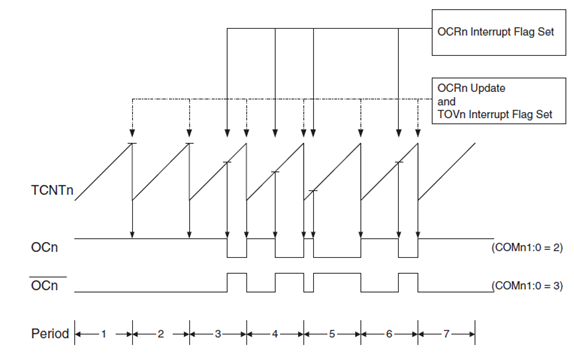 OCRn Interrupt Flag Set
OCRn Update
and
TOVn Interrupt Flag Set
TCNTn
OCn
(COMn1:0 = 2)
OCn
(COMn1:0 = 3)
Period
1
2
3
4
5
6
7